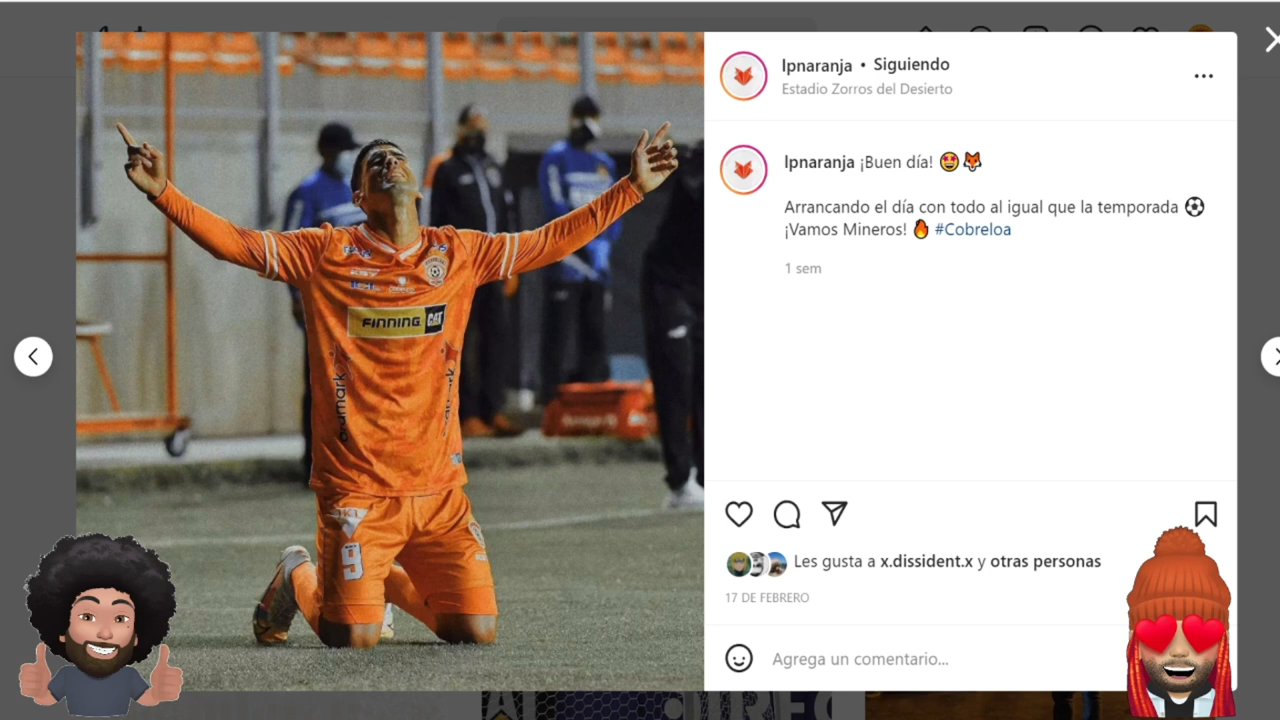 lpnaranja • Siguiendo
Estadio Zorros del Desierto
lpnaranja ¡Buen día! 🤩🦊
Arrancando el día con todo al igual que la temporada ⚽
¡Vamos Mineros! 🔥 #Cobreloa
1 sem
Les gusta a x.dissident.x y otras personas
17 DE FEBRERO
Agrega un comentario...
FINNING CAT
aramark
9